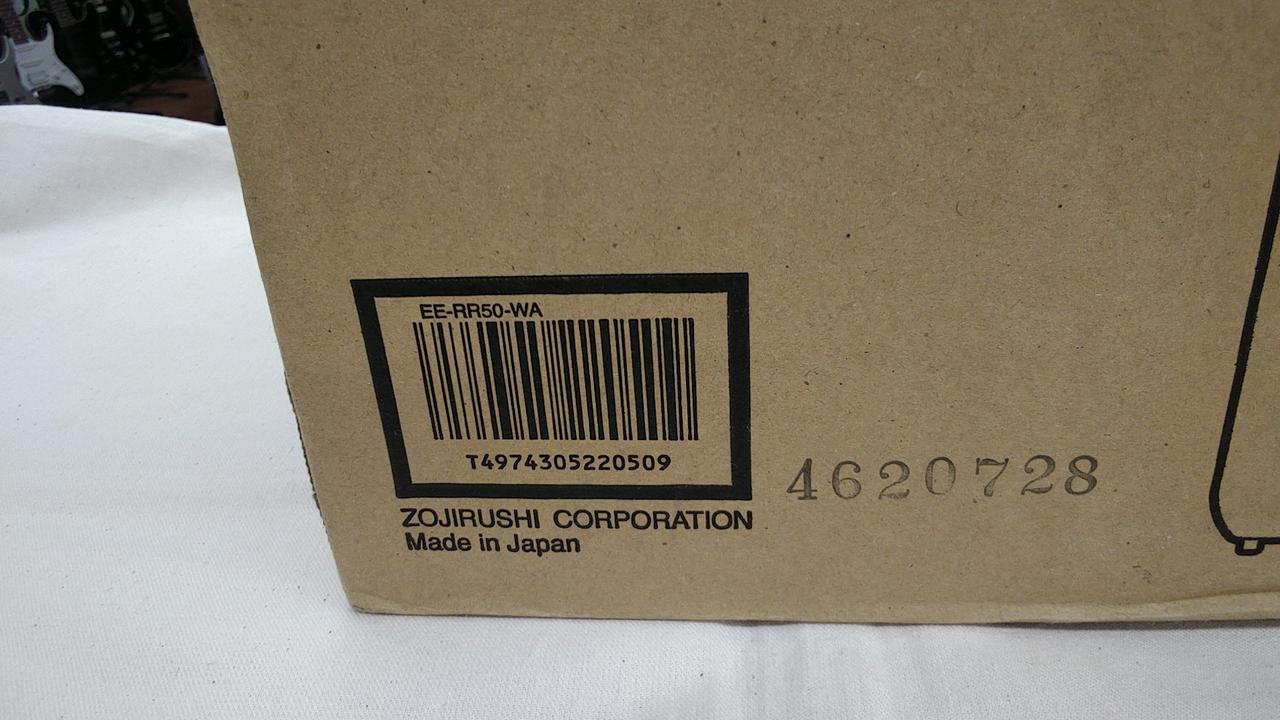 EE-RR50-WA
T4974305220509
4620728
ZOJIRUSHI CORPORATION
Made in Japan